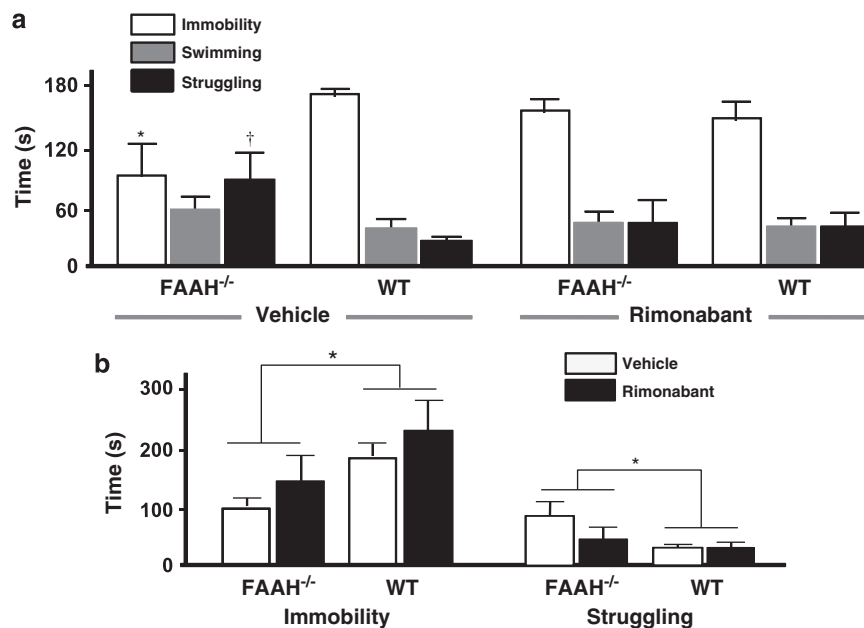 a
Immobility
Swimming
Struggling
Time (s)
180
120
60
0
*
†
FAAH-/-
WT
FAAH-/-
WT
Vehicle
Rimonabant
b
Vehicle
Rimonabant
Time (s)
300
200
100
0
*
*
FAAH-/-
WT
FAAH-/-
WT
Immobility
Struggling